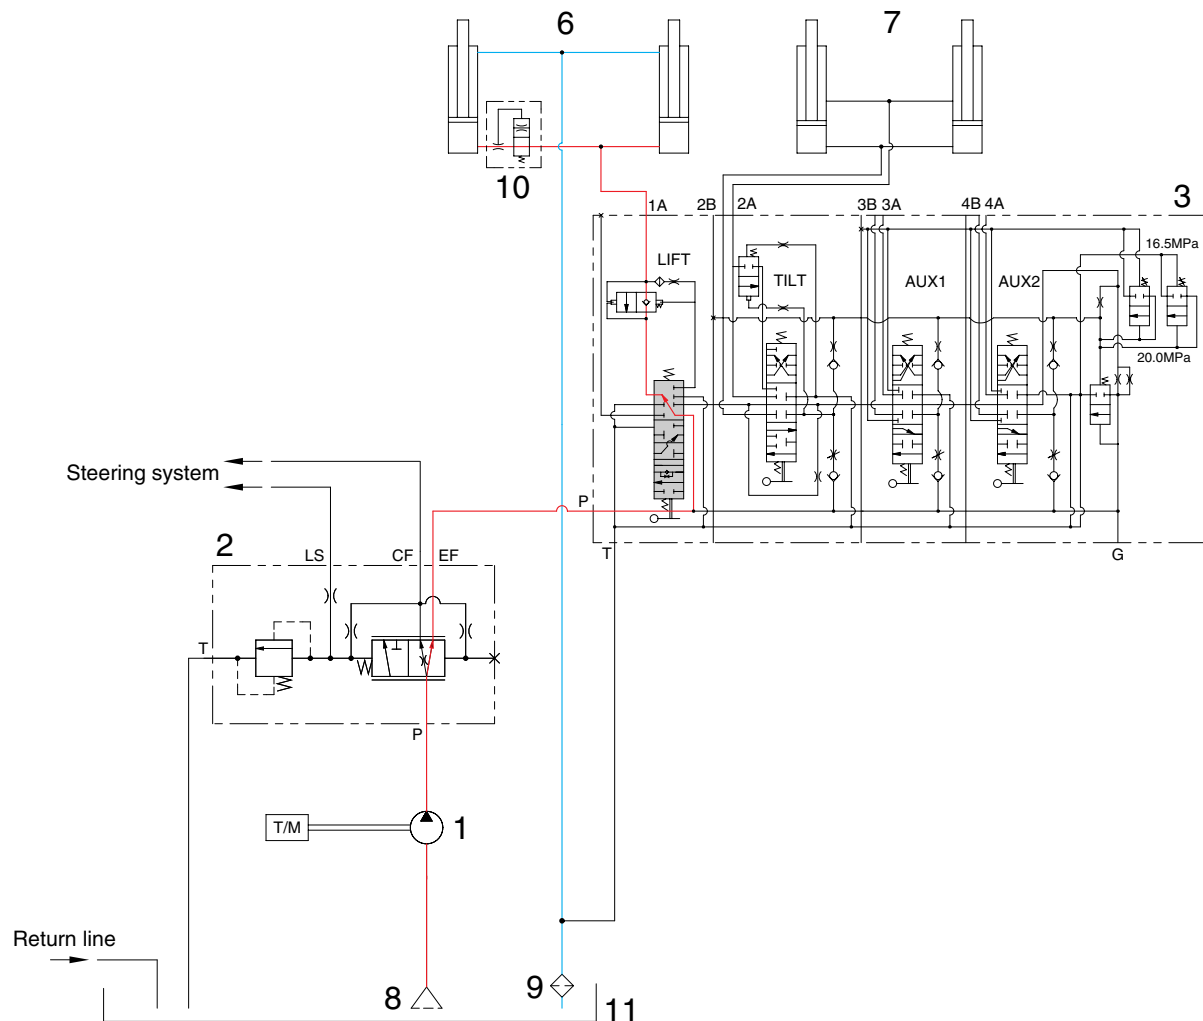 6
7
10
3
1A
2B
2A
3B
3A
4B
4A
LIFT
TILT
AUX1
AUX2
16.5MPa
20.0MPa
Steering system
P
2
LS
CF
EF
T
G
T
P
T/M
1
Return line
8
9
11